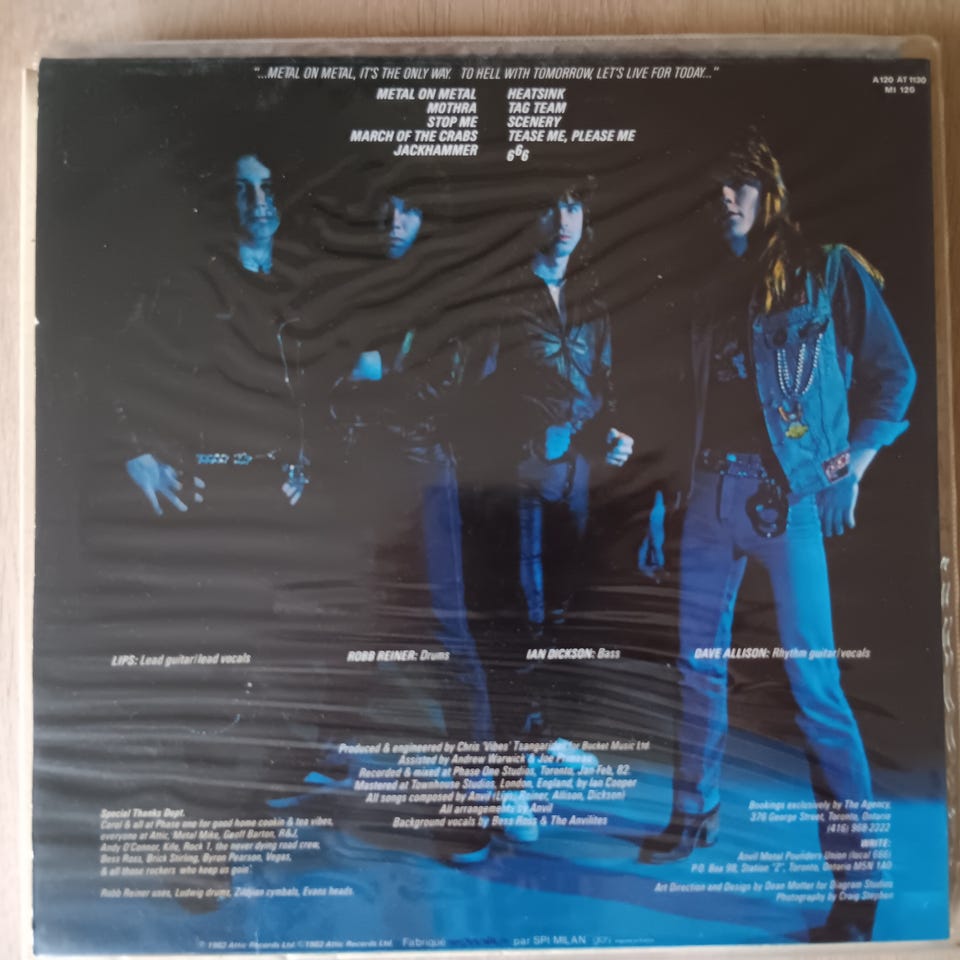 "...METAL ON METAL, IT'S THE ONLY WAY. TO HELL WITH TOMORROW, LET'S LIVE FOR TODAY..."
A120 AT 1130
MI 120
METAL ON METAL
MOTHRA
STOP ME
MARCH OF THE CRABS
JACKHAMMER
HEATSINK
TAG TEAM
SCENERY
TEASE ME, PLEASE ME
666
LIPS: Lead guitar/lead vocals
ROBB REINER: Drums
IAN DICKSON: Bass
DAVE ALLISON: Rhythm guitar/vocals
Produced & engineered by Chris 'Vibes' Tsangarides for Bucket Music Ltd
Assisted by Andrew Warwick & Joe
Recorded & mixed at Phase One Studios, Toronto, Jan-Feb, 82
Mastered at Townhouse Studios, London, England, by Ian Cooper
All songs composed by Anvil (Lips, Reiner, Allison, Dickson)
All arrangements by Anvil
Background vocals by Bess Ross & The Anvilites
Special Thanks Dept.
Carol & all at Phase one for good home cookin & tea vibes,
everyone at Attic, 'Metal Mike, Geoff Barton, R&J,
Andy O'Connor, Kife, Rock 1, the never dying road crew,
Bess Ross, Brick Stirling, Byron Pearson, Vegas,
& all those rockers 'who keep us goin'.
Robb Reiner uses, Ludwig drums, Zildjian cymbals, Evans heads.
Bookings exclusively by The Agency,
376 George Street, Toronto, Ontario
(416) 968-2222
WRITE:
Anvil Metal Pounders Union (local 666)
P.O. Box 98, Station "Z", Toronto, Ontario M5N 1A0
Art Direction and Design by Dean Motter for Diagram Studios
Photography by Craig Stephen
℗ 1982 Attic Records Ltd. © 1982 Attic Records Ltd. Fabriqué par SPI MILAN